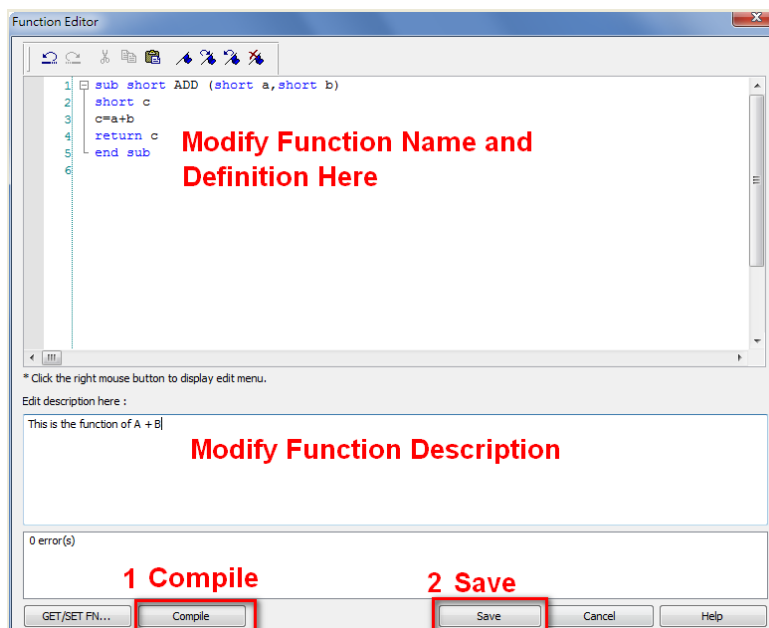 Function Editor
1 sub short ADD (short a,short b)
2 short c
3 c=a+b
4 return c
5 end sub
6
Modify Function Name and
Definition Here
* Click the right mouse button to display edit menu.
Edit description here :
This is the function of A + B
Modify Function Description
0 error(s)
1 Compile
2 Save
GET/SET FN... Compile Save Cancel Help